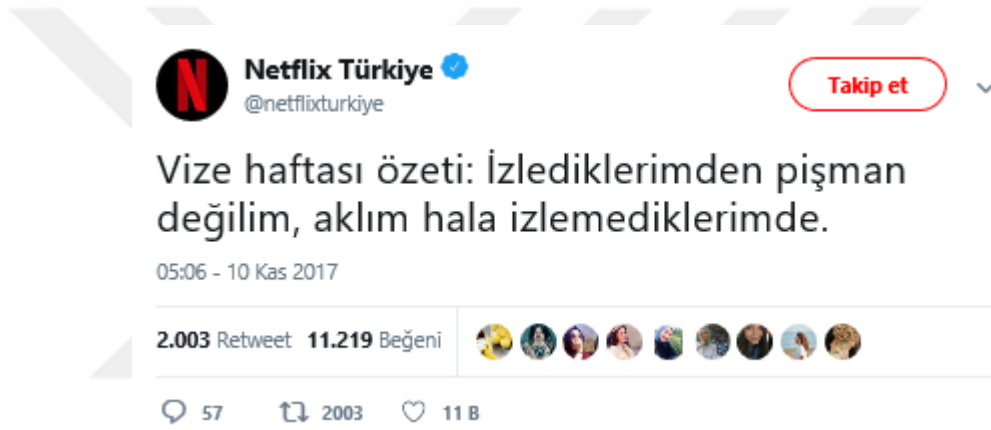 Netflix Türkiye
@netflixturkiye
Takip et
Vize haftası özeti: İzlediklerimden pişman
değilim, aklım hala izlemediklerimde.
05:06 - 10 Kas 2017
2.003 Retweet 11.219 Beğeni
57 2003 11 B